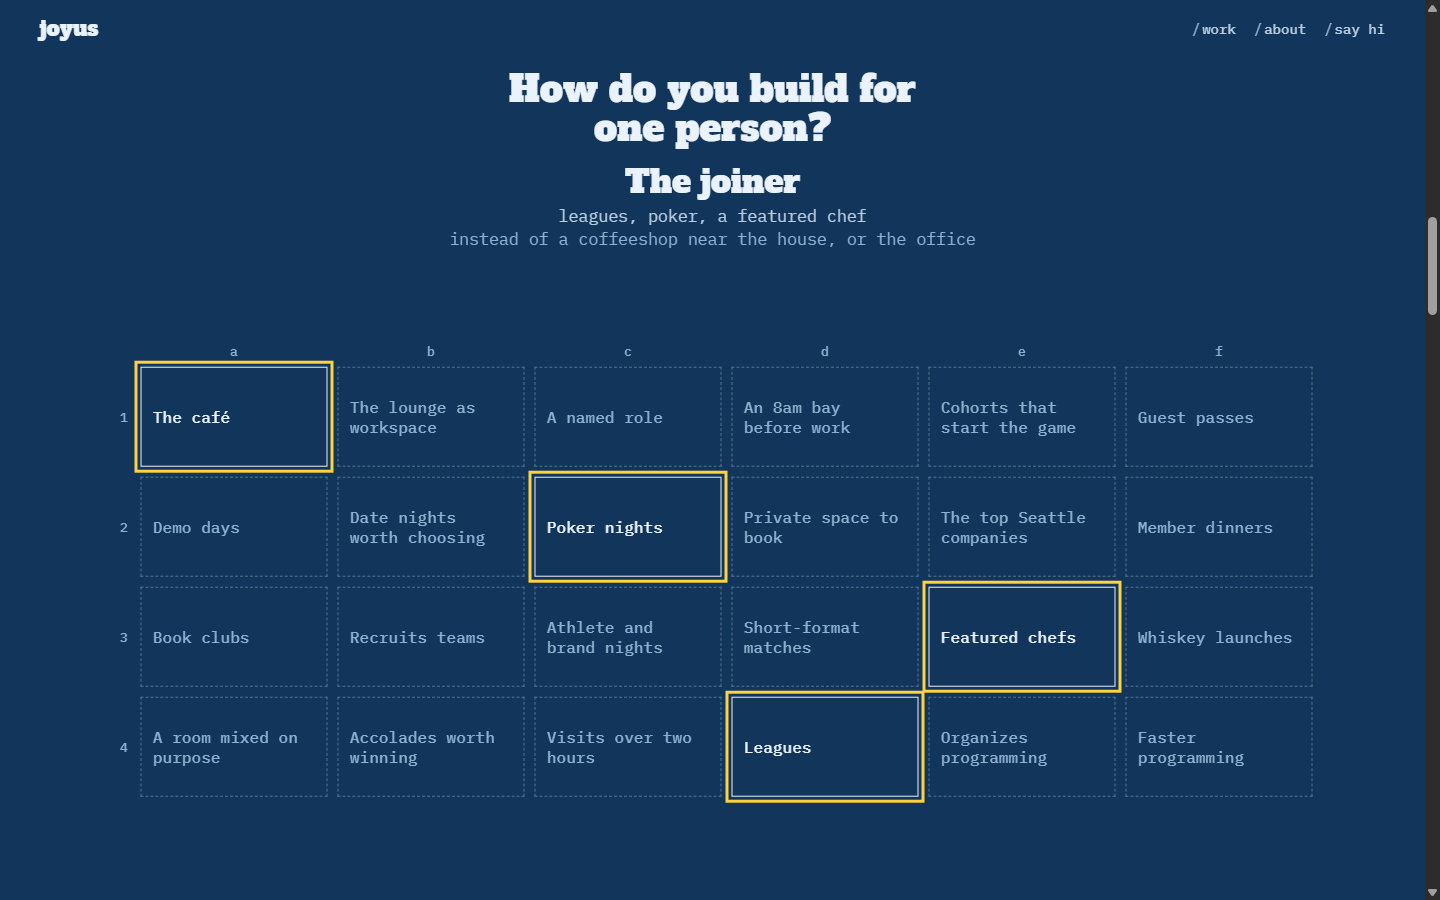 joyus
/work /about /say hi
How do you build for
one person?
The joiner
leagues, poker, a featured chef
instead of a coffeeshop near the house, or the office
a b c d e f
1
The café
The lounge as
workspace
A named role
An 8am bay
before work
Cohorts that
start the game
Guest passes
2
Demo days
Date nights
worth choosing
Poker nights
Private space to
book
The top Seattle
companies
Member dinners
3
Book clubs
Recruits teams
Athlete and
brand nights
Short-format
matches
Featured chefs
Whiskey launches
4
A room mixed on
purpose
Accolades worth
winning
Visits over two
hours
Leagues
Organizes
programming
Faster
programming